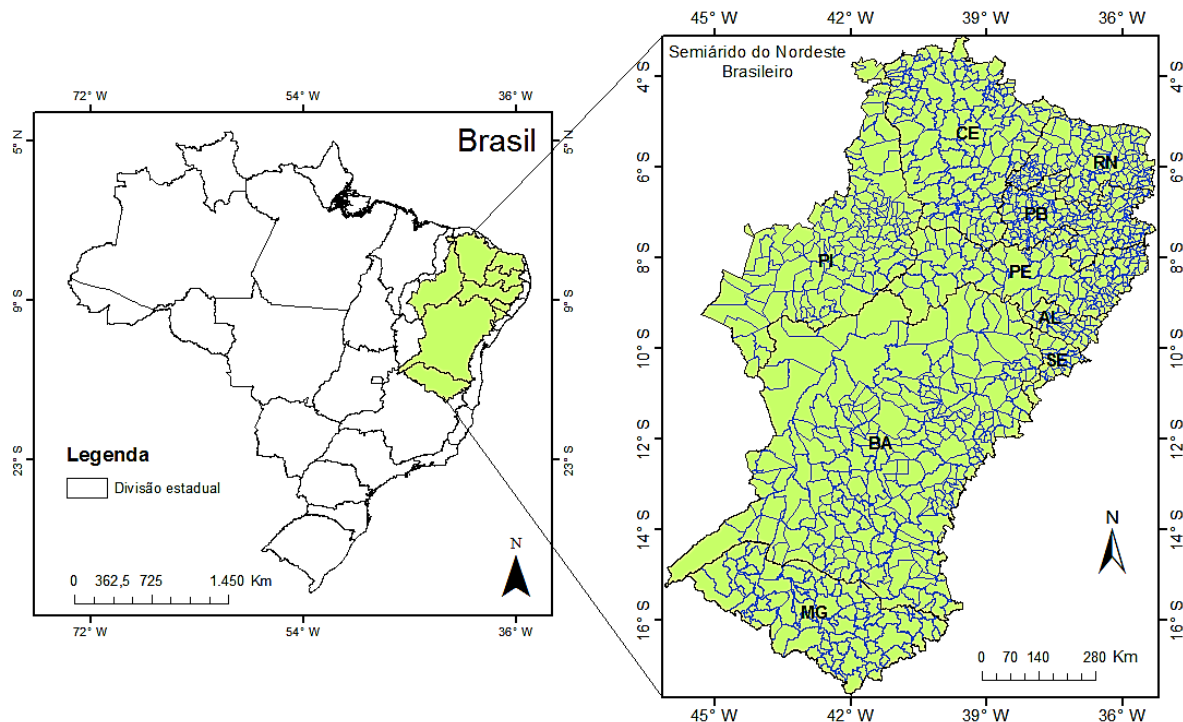 72° W
54° W
36° W
5° S
9° S
23° S
5° S
9° S
23° S
Brasil
Legenda
Divisão estadual
0 362,5 725 1.450 Km
N
72° W
54° W
36° W
45° W
42° W
39° W
36° W
Semiárido do Nordeste
Brasileiro
4° S
6° S
8° S
10° S
12° S
14° S
16° S
CE
RN
PB
PI
PE
AL
SE
BA
MG
4° S
6° S
8° S
10° S
12° S
14° S
16° S
N
0 70 140 280 Km
45° W
42° W
39° W
36° W